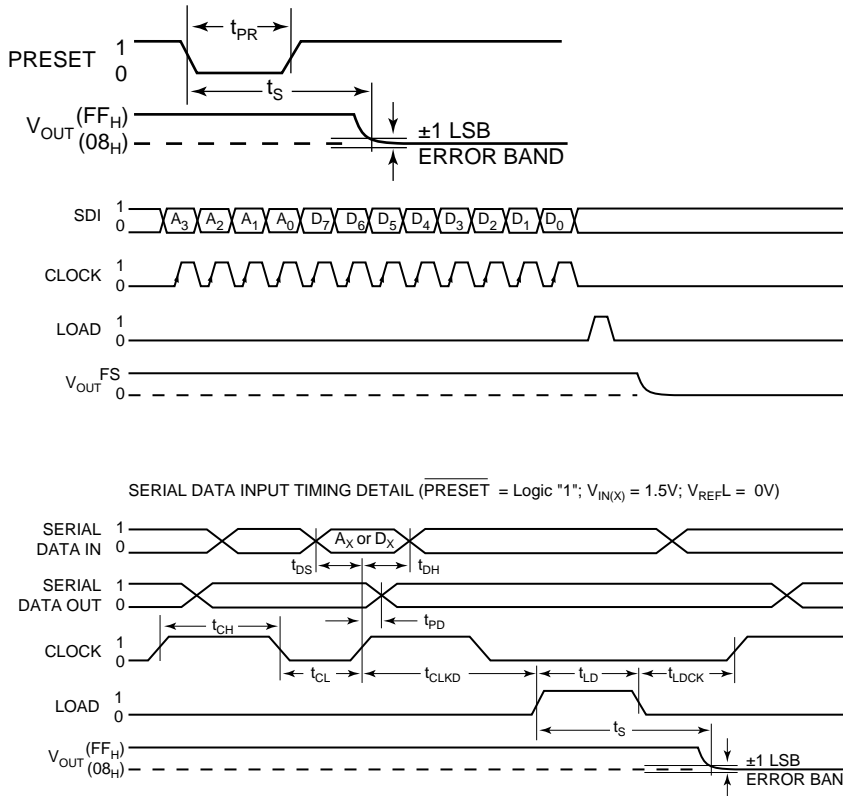 t_PR
PRESET 1
0
t_S
V_OUT (FF_H)
(08_H)
±1 LSB
ERROR BAND
SDI 1
0
A_3 A_2 A_1 A_0 D_7 D_6 D_5 D_4 D_3 D_2 D_1 D_0
CLOCK 1
0
LOAD 1
0
V_OUT FS
0
SERIAL DATA INPUT TIMING DETAIL (PRESET = Logic "1"; V_IN(X) = 1.5V; V_REFL = 0V)
SERIAL DATA IN 1
0
A_X or D_X
t_DS t_DH
SERIAL DATA OUT 1
0
t_CH t_PD
CLOCK 1
0
t_CL t_CLKD t_LD t_LDCK
LOAD 1
0
t_S
V_OUT (FF_H)
(08_H)
±1 LSB
ERROR BAN